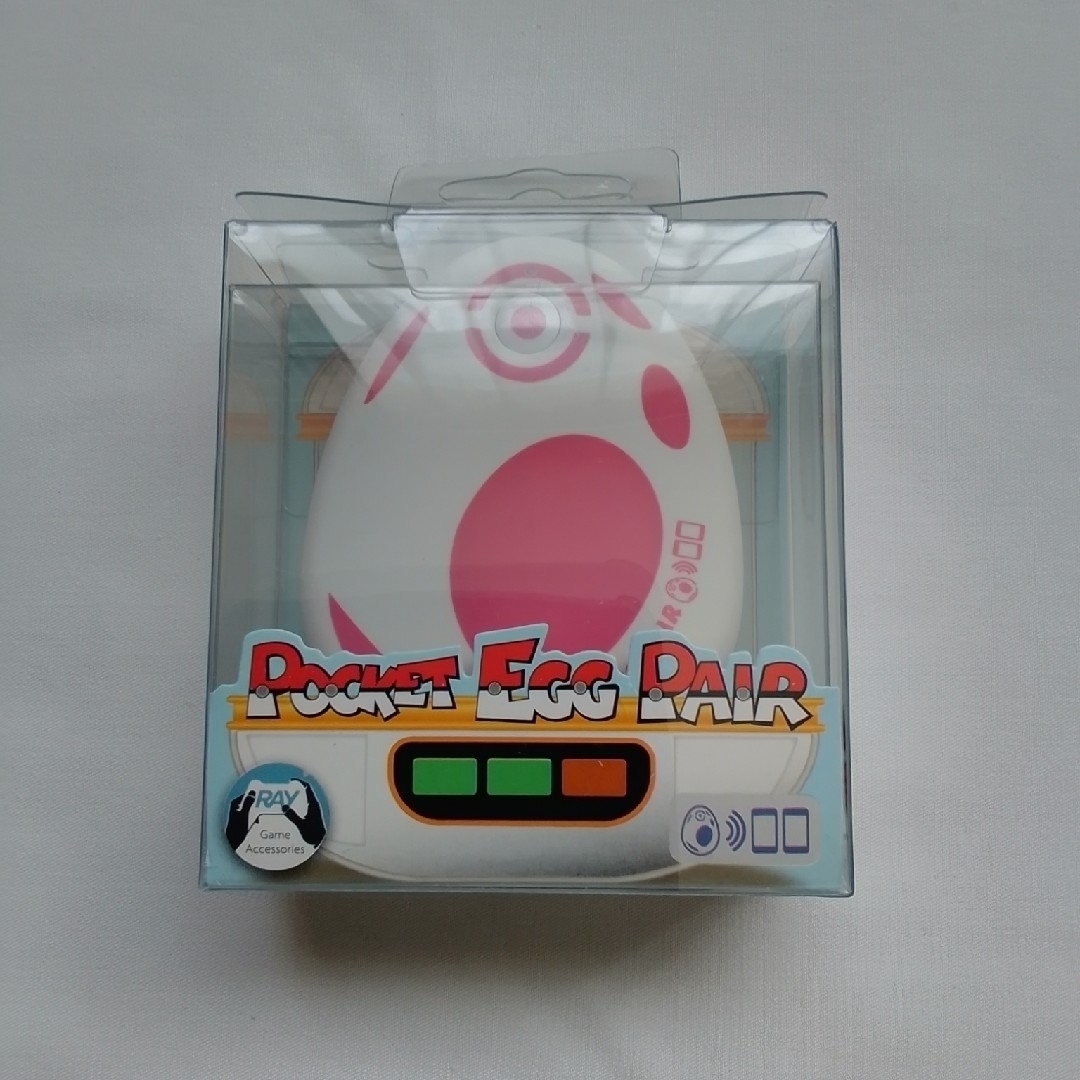 POCKET EGG PAIR
RAY
Game
Accessories